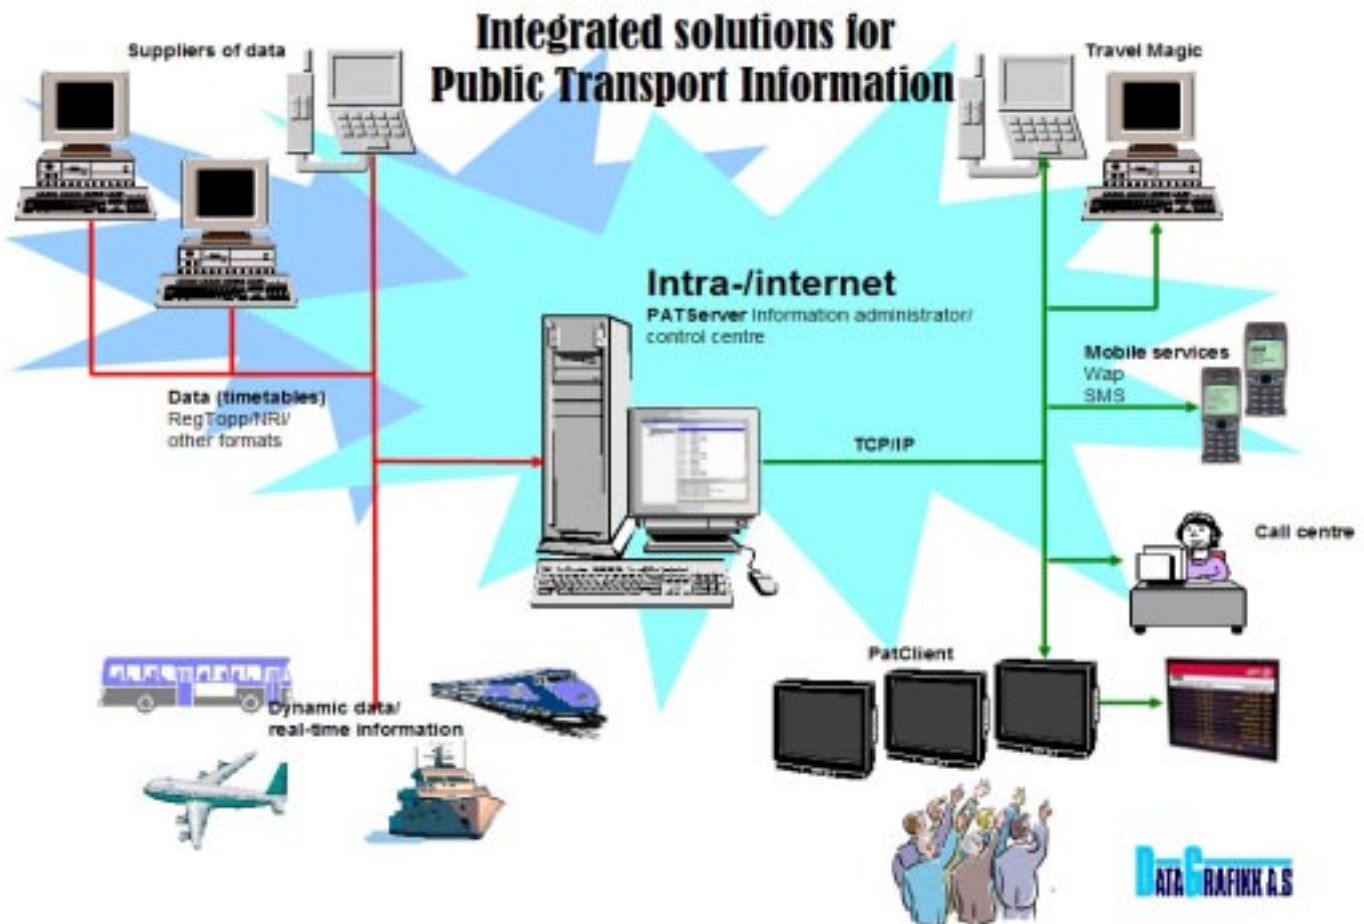 Integrated solutions for
Public Transport Information
Suppliers of data
Travel Magic
Intra-/internet
PATServer Information administrator/
control centre
Mobile services
Wap
SMS
Data (timetables)
RegTopp/NRI/
other formats
TCP/IP
Call centre
PatClient
Dynamic data/
real-time information
DATA GRAFIKK A.S